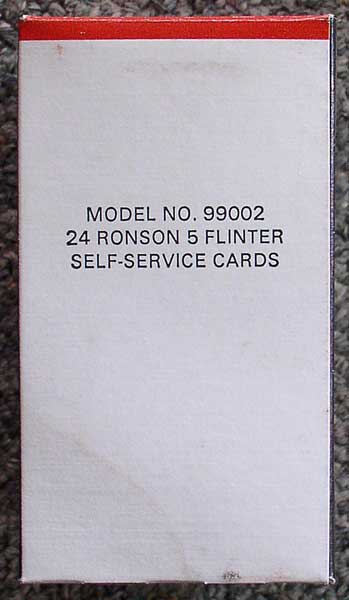 MODEL NO. 99002
24 RONSON 5 FLINTER
SELF-SERVICE CARDS